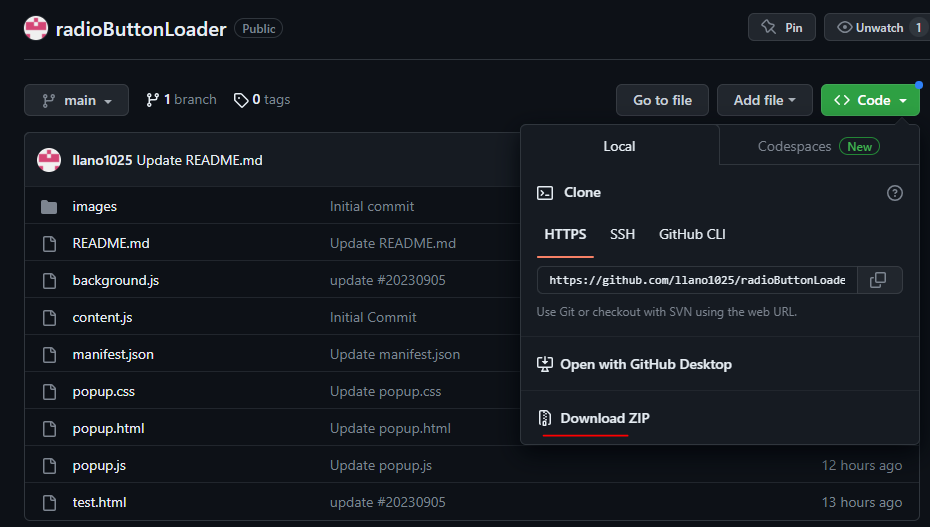 radioButtonLoader Public Pin Unwatch 1
main 1 branch 0 tags Go to file Add file <> Code
llano1025 Update README.md
Local Codespaces New
Clone
HTTPS SSH GitHub CLI
https://github.com/llano1025/radioButtonLoade
Use Git or checkout with SVN using the web URL.
Open with GitHub Desktop
Download ZIP
images Initial commit
README.md Update README.md
background.js update #20230905
content.js Initial Commit
manifest.json Update manifest.json
popup.css Update popup.css
popup.html Update popup.html
popup.js Update popup.js 12 hours ago
test.html update #20230905 13 hours ago